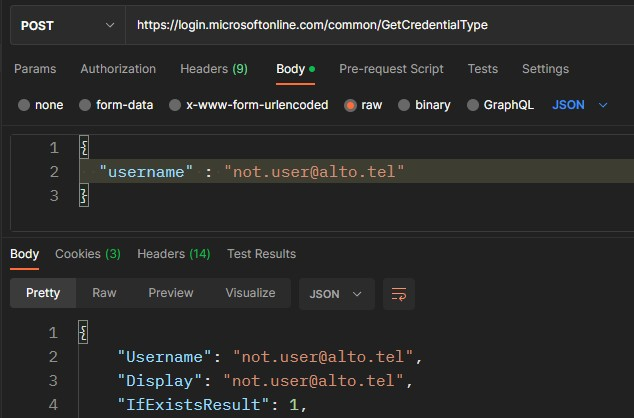 POST https://login.microsoftonline.com/common/GetCredentialType
Params Authorization Headers (9) Body Pre-request Script Tests Settings
none form-data x-www-form-urlencoded raw binary GraphQL JSON
1 {
2 "username" : "not.user@alto.tel"
3 }
Body Cookies (3) Headers (14) Test Results
Pretty Raw Preview Visualize JSON
1 {
2 "Username": "not.user@alto.tel",
3 "Display": "not.user@alto.tel",
4 "IfExistsResult": 1,